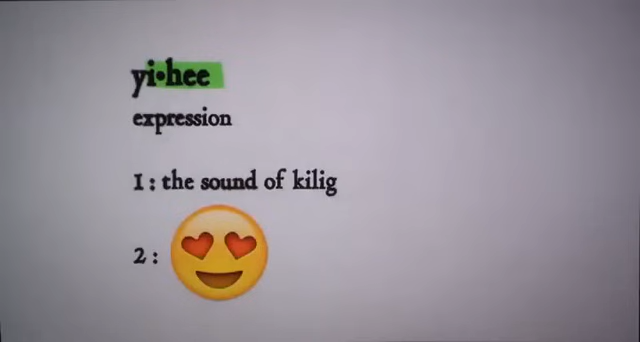 yi•hee
expression
1 : the sound of kilig
2 :